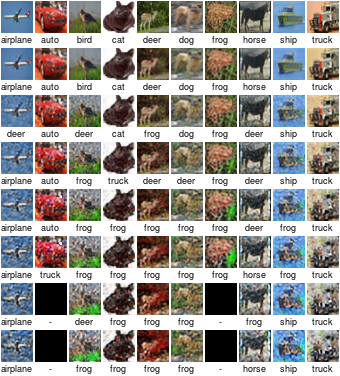 airplane auto bird cat deer dog frog horse ship truck
airplane auto bird cat deer dog frog horse ship truck
deer auto deer cat frog dog frog deer ship truck
airplane auto frog truck deer deer frog deer ship truck
airplane auto frog frog frog frog frog deer frog truck
airplane truck frog frog frog frog frog horse frog truck
airplane - deer frog frog frog - frog ship truck
airplane - frog frog frog frog - horse ship truck